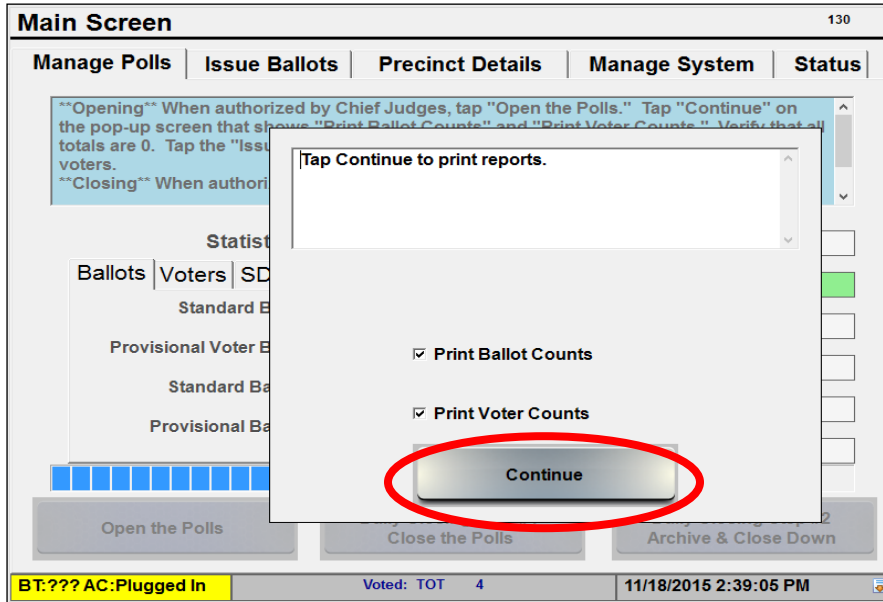 Main Screen
130
Manage Polls
Issue Ballots
Precinct Details
Manage System
Status
**Opening** When authorized by Chief Judges, tap "Open the Polls." Tap "Continue" on
the pop-up screen that shows "Print Ballot Counts" and "Print Voter Counts." Verify that all
totals are 0. Tap the "Issu
voters.
**Closing** When authori
Tap Continue to print reports.
Statist
Ballots
Voters
SD
Standard B
Provisional Voter B
Print Ballot Counts
Standard Ba
Provisional Ba
Print Voter Counts
Continue
Open the Polls
Close the Polls
2
Archive & Close Down
BT:??? AC:Plugged In
Voted: TOT 4
11/18/2015 2:39:05 PM